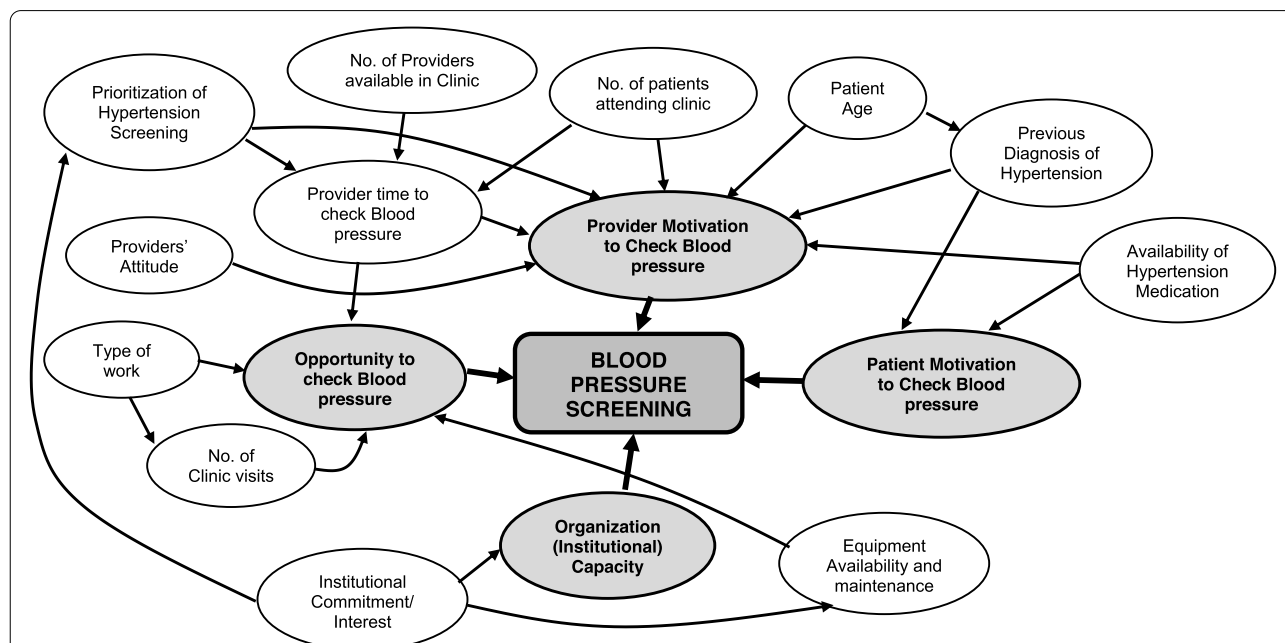 No. of Providers
available in Clinic
No. of patients
attending clinic
Patient
Age
Prioritization of
Hypertension
Screening
Previous
Diagnosis of
Hypertension
Provider time to
check Blood
pressure
Provider Motivation
to Check Blood
pressure
Providers’
Attitude
Availability of
Hypertension
Medication
Type of
work
Opportunity to
check Blood
pressure
BLOOD
PRESSURE
SCREENING
Patient Motivation
to Check Blood
pressure
No. of
Clinic visits
Organization
(Institutional)
Capacity
Equipment
Availability and
maintenance
Institutional
Commitment/
Interest